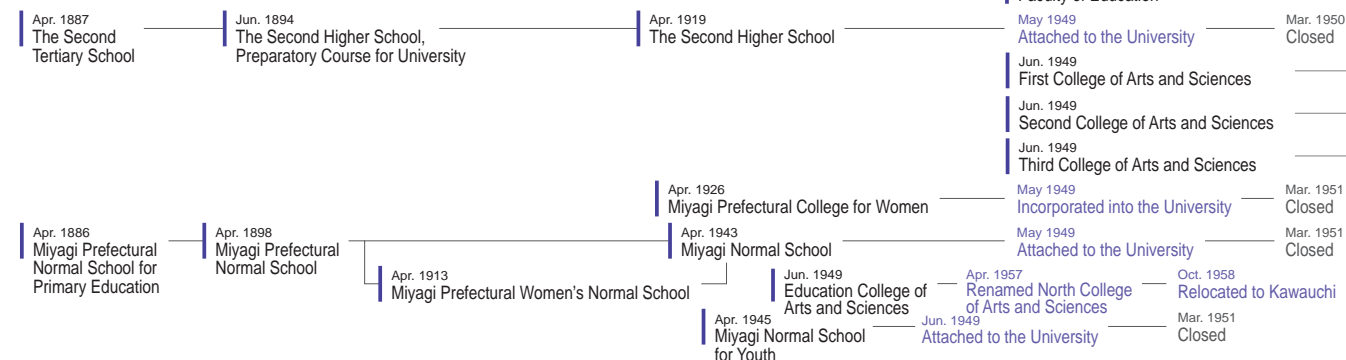 Faculty of Education
Apr. 1887
The Second
Tertiary School
Jun. 1894
The Second Higher School,
Preparatory Course for University
Apr. 1919
The Second Higher School
May 1949
Attached to the University
Mar. 1950
Closed
Jun. 1949
First College of Arts and Sciences
Jun. 1949
Second College of Arts and Sciences
Jun. 1949
Third College of Arts and Sciences
Apr. 1926
Miyagi Prefectural College for Women
May 1949
Incorporated into the University
Mar. 1951
Closed
Apr. 1886
Miyagi Prefectural
Normal School for
Primary Education
Apr. 1898
Miyagi Prefectural
Normal School
Apr. 1943
Miyagi Normal School
May 1949
Attached to the University
Mar. 1951
Closed
Apr. 1913
Miyagi Prefectural Women's Normal School
Jun. 1949
Education College of
Arts and Sciences
Apr. 1957
Renamed North College
of Arts and Sciences
Oct. 1958
Relocated to Kawauchi
Apr. 1945
Miyagi Normal School
for Youth
Jun. 1949
Attached to the University
Mar. 1951
Closed